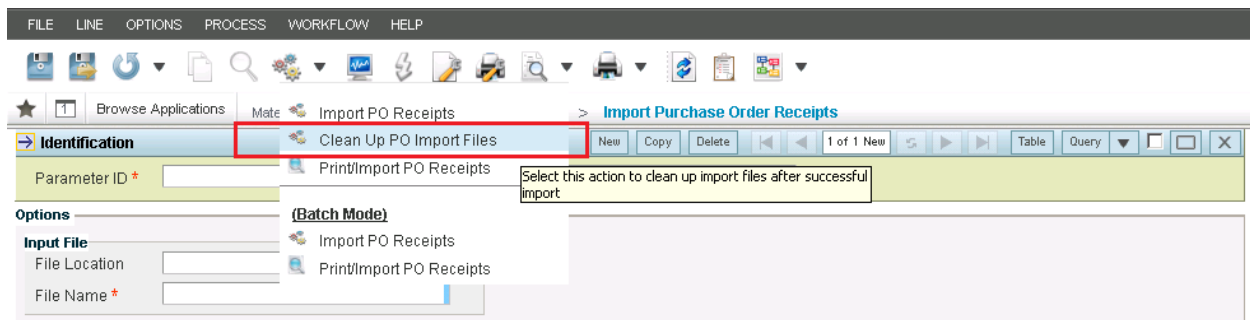 FILE LINE OPTIONS PROCESS WORKFLOW HELP
1 Browse Applications Mate > Import Purchase Order Receipts
Import PO Receipts
Clean Up PO Import Files
Print/Import PO Receipts
(Batch Mode)
Import PO Receipts
Print/Import PO Receipts
Identification New Copy Delete 1 of 1 New Table Query
Select this action to clean up import files after successful
import
Parameter ID *
Options
Input File
File Location
File Name *